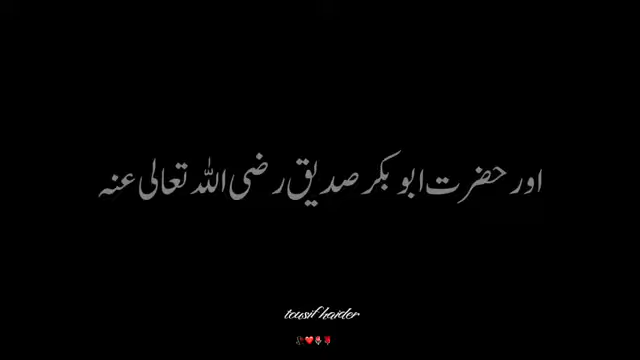 اور حضرت ابو بکر صدیق رضی اللہ تعالی عنہ
tousif haider
🥀❤️🌷🌹